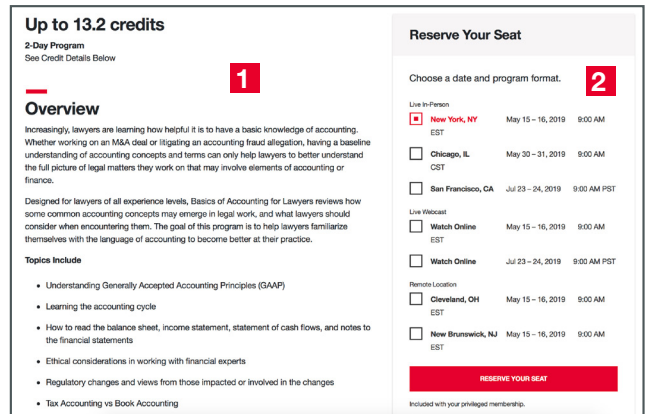 Up to 13.2 credits
2-Day Program
See Credit Details Below
1
Overview
Increasingly, lawyers are learning how helpful it is to have a basic knowledge of accounting.
Whether working on an M&A deal or litigating an accounting fraud allegation, having a baseline
understanding of accounting concepts and terms can only help lawyers to better understand
the full picture of legal matters they work on that may involve elements of accounting or
finance.
Designed for lawyers of all experience levels, Basics of Accounting for Lawyers reviews how
some common accounting concepts may emerge in legal work, and what lawyers should
consider when encountering them. The goal of this program is to help lawyers familiarize
themselves with the language of accounting to become better at their practice.
Topics Include
• Understanding Generally Accepted Accounting Principles (GAAP)
• Learning the accounting cycle
• How to read the balance sheet, income statement, statement of cash flows, and notes to
the financial statements
• Ethical considerations in working with financial experts
• Regulatory changes and views from those impacted or involved in the changes
• Tax Accounting vs Book Accounting
Reserve Your Seat
Choose a date and program format.
2
Live In-Person
New York, NY May 15 – 16, 2019 9:00 AM
EST
Chicago, IL May 30 – 31, 2019 9:00 AM
CST
San Francisco, CA Jul 23 – 24, 2019 9:00 AM PST
Live Webcast
Watch Online May 15 – 16, 2019 9:00 AM
EST
Watch Online Jul 23 – 24, 2019 9:00 AM PST
Remote Location
Cleveland, OH May 15 – 16, 2019 9:00 AM
EST
New Brunswick, NJ May 15 – 16, 2019 9:00 AM
EST
RESERVE YOUR SEAT
Included with your privileged membership.